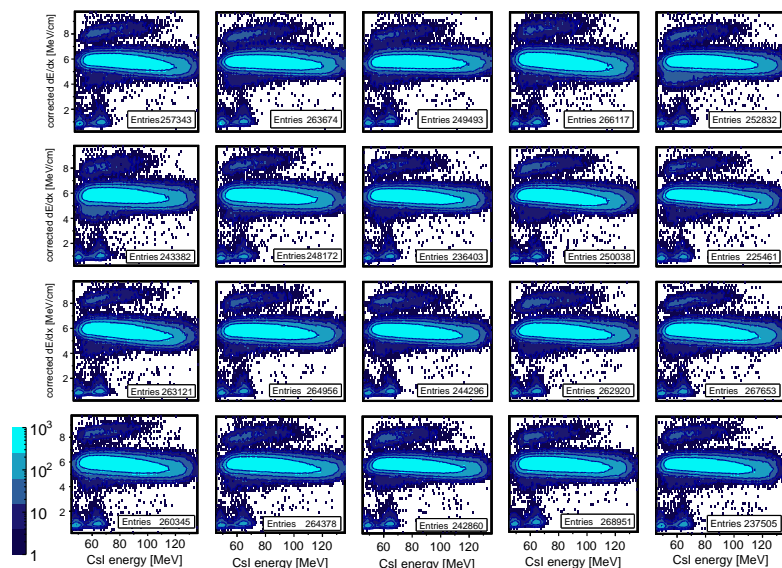 corrected dE/dx [MeV/cm]
8
6
4
2
Entries 257343
Entries 263674
Entries 249493
Entries 266117
Entries 252832
corrected dE/dx [MeV/cm]
8
6
4
2
Entries 243382
Entries 248172
Entries 236403
Entries 250038
Entries 225461
corrected dE/dx [MeV/cm]
8
6
4
2
Entries 263121
Entries 264956
Entries 244296
Entries 262920
Entries 267653
10³
10²
10
1
8
6
4
2
Entries 260345
Entries 264378
Entries 242860
Entries 268951
Entries 237505
60 80 100 120
60 80 100 120
60 80 100 120
60 80 100 120
60 80 100 120
CsI energy [MeV]
CsI energy [MeV]
CsI energy [MeV]
CsI energy [MeV]
CsI energy [MeV]